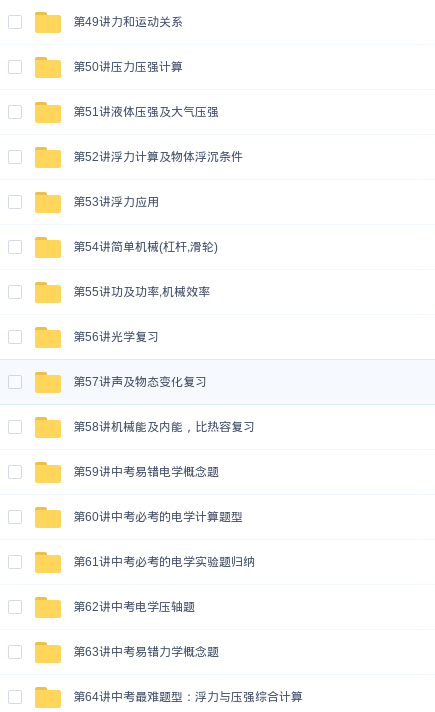 第49讲力和运动关系
第50讲压力压强计算
第51讲液体压强及大气压强
第52讲浮力计算及物体浮沉条件
第53讲浮力应用
第54讲简单机械(杠杆,滑轮)
第55讲功及功率,机械效率
第56讲光学复习
第57讲声及物态变化复习
第58讲机械能及内能，比热容复习
第59讲中考易错电学概念题
第60讲中考必考的电学计算题型
第61讲中考必考的电学实验题归纳
第62讲中考电学压轴题
第63讲中考易错力学概念题
第64讲中考最难题型：浮力与压强综合计算